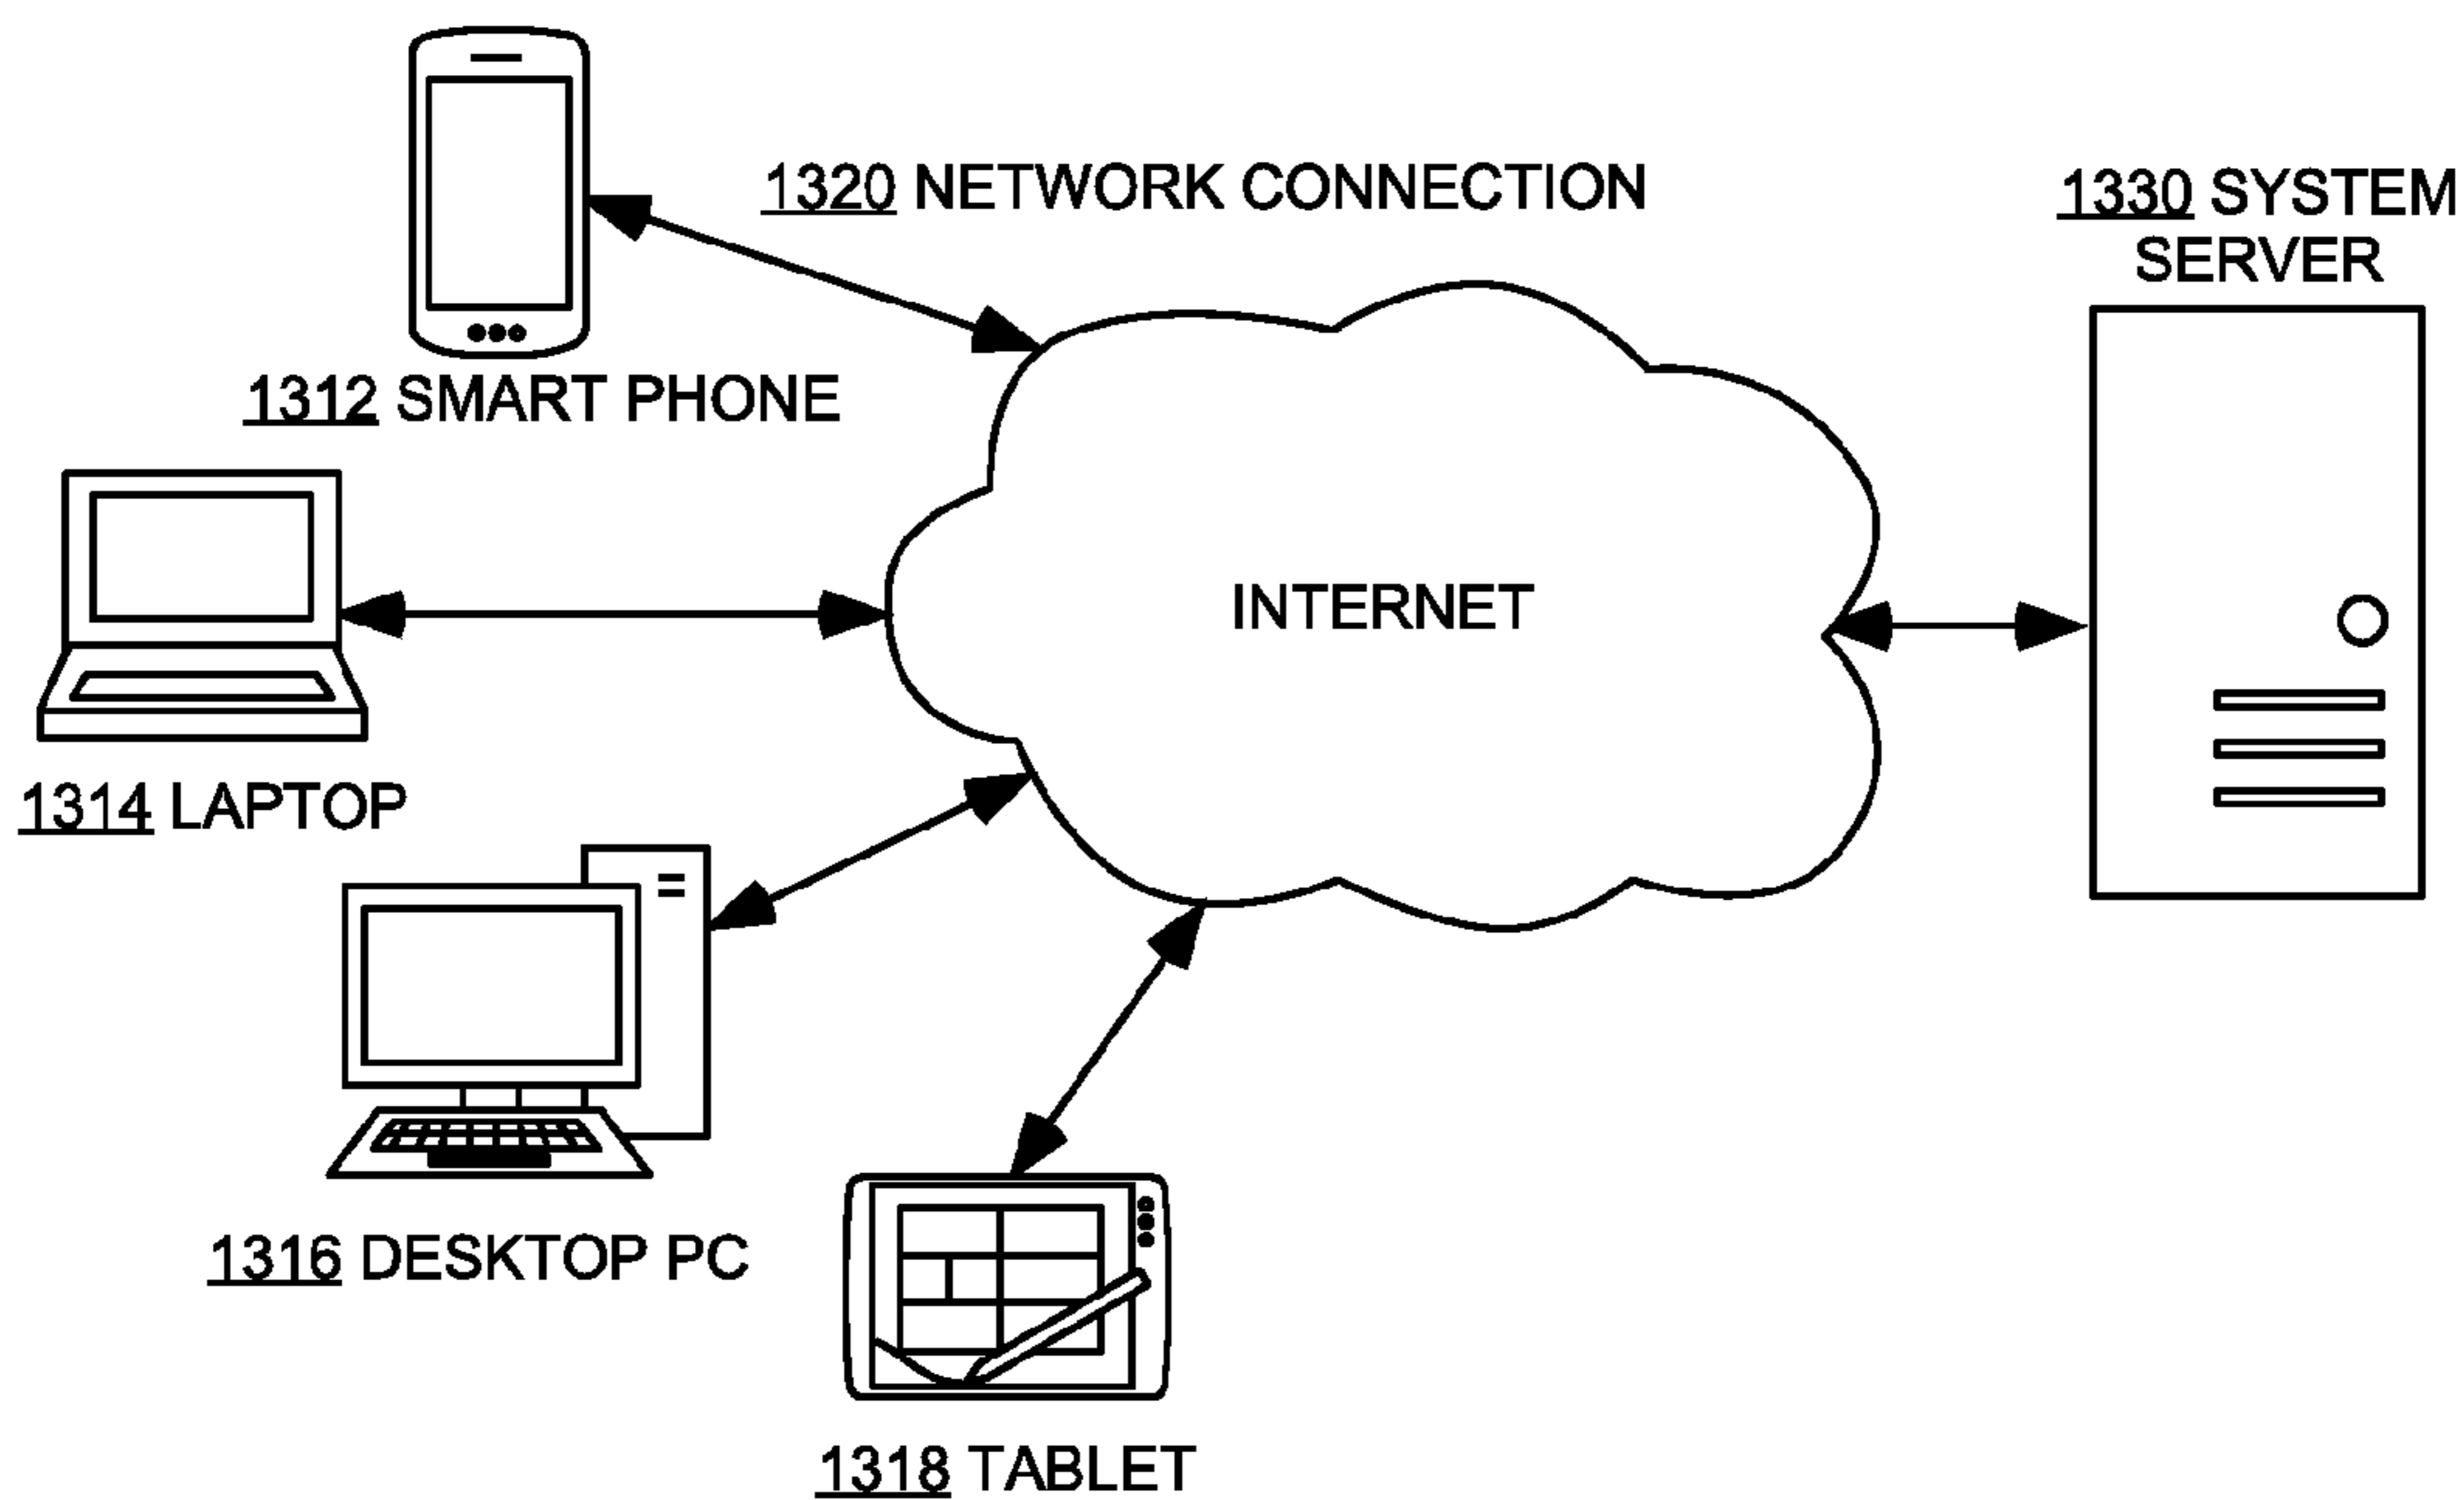 1320 NETWORK CONNECTION
1330 SYSTEM
SERVER
1312 SMART PHONE
INTERNET
1314 LAPTOP
1316 DESKTOP PC
1318 TABLET